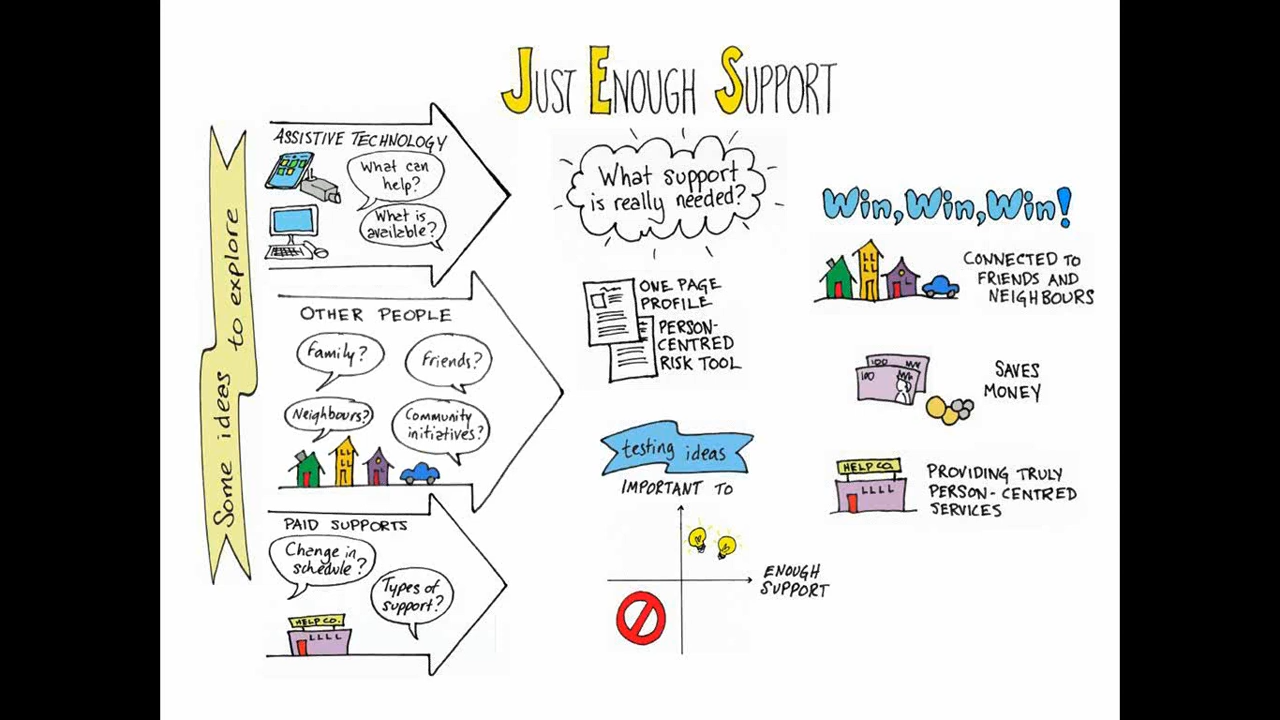 JUST ENOUGH SUPPORT
Some ideas to explore
ASSISTIVE TECHNOLOGY
What can
help?
What is
available?
OTHER PEOPLE
Family?
Friends?
Neighbours?
Community
initiatives?
PAID SUPPORTS
Change in
schedule?
Types of
support?
HELP CO.
What support
is really needed?
ONE PAGE
PROFILE
PERSON-
CENTRED
RISK TOOL
testing ideas
IMPORTANT TO
ENOUGH
SUPPORT
Win, Win, Win!
CONNECTED TO
FRIENDS AND
NEIGHBOURS
100
100
SAVES
MONEY
HELP CO.
PROVIDING TRULY
PERSON-CENTRED
SERVICES